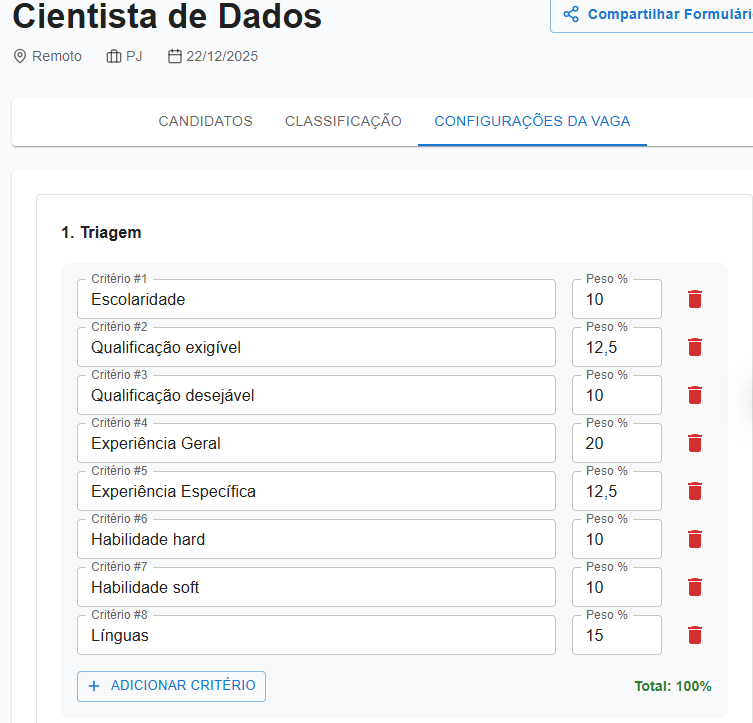 Cientista de Dados
Compartilhar Formulári
Remoto PJ 22/12/2025
CANDIDATOS CLASSIFICAÇÃO CONFIGURAÇÕES DA VAGA
1. Triagem
Critério #1 Peso %
Escolaridade 10
Critério #2 Peso %
Qualificação exigível 12,5
Critério #3 Peso %
Qualificação desejável 10
Critério #4 Peso %
Experiência Geral 20
Critério #5 Peso %
Experiência Específica 12,5
Critério #6 Peso %
Habilidade hard 10
Critério #7 Peso %
Habilidade soft 10
Critério #8 Peso %
Línguas 15
+ ADICIONAR CRITÉRIO Total: 100%